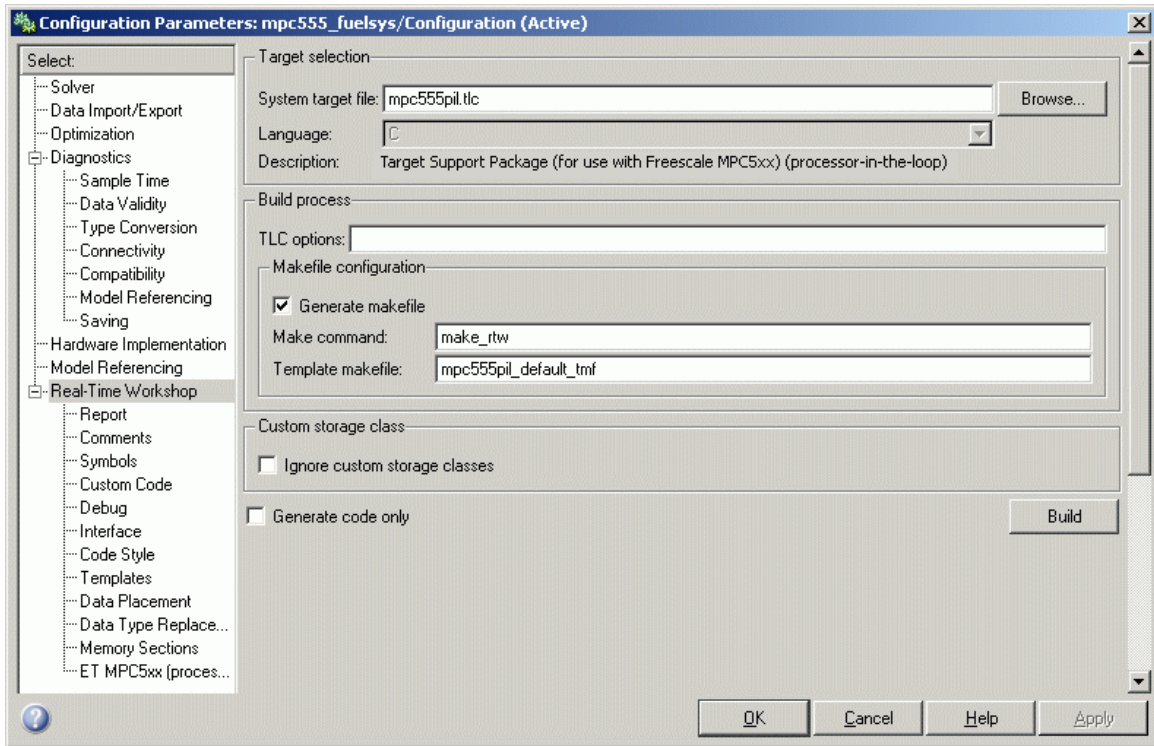 Configuration Parameters: mpc555_fuelsys/Configuration (Active)
Select:
Solver
Data Import/Export
Optimization
Diagnostics
Sample Time
Data Validity
Type Conversion
Connectivity
Compatibility
Model Referencing
Saving
Hardware Implementation
Model Referencing
Real-Time Workshop
Report
Comments
Symbols
Custom Code
Debug
Interface
Code Style
Templates
Data Placement
Data Type Replace...
Memory Sections
ET MPC5xx (proces...
Target selection
System target file: mpc555pil.tlc Browse...
Language: C
Description: Target Support Package (for use with Freescale MPC5xx) (processor-in-the-loop)
Build process
TLC options:
Makefile configuration
Generate makefile
Make command: make_rtw
Template makefile: mpc555pil_default_tmf
Custom storage class
Ignore custom storage classes
Generate code only Build
OK Cancel Help Apply